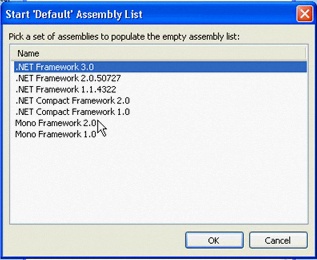 Start 'Default' Assembly List
Pick a set of assemblies to populate the empty assembly list:
Name
.NET Framework 3.0
.NET Framework 2.0.50727
.NET Framework 1.1.4322
.NET Compact Framework 2.0
.NET Compact Framework 1.0
Mono Framework 2.0
Mono Framework 1.0
OK
Cancel